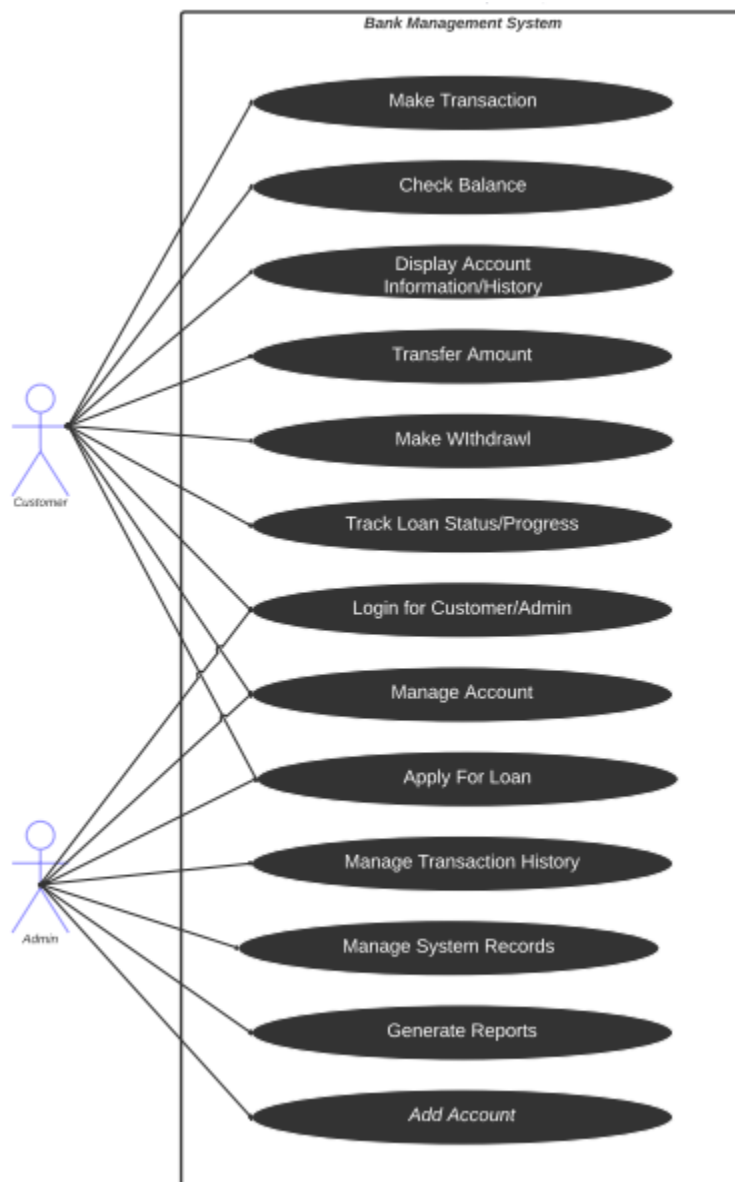 Bank Management System
Make Transaction
Check Balance
Display Account
Information/History
Transfer Amount
Make WIthdrawl
Customer
Track Loan Status/Progress
Login for Customer/Admin
Manage Account
Apply For Loan
Manage Transaction History
Admin
Manage System Records
Generate Reports
Add Account